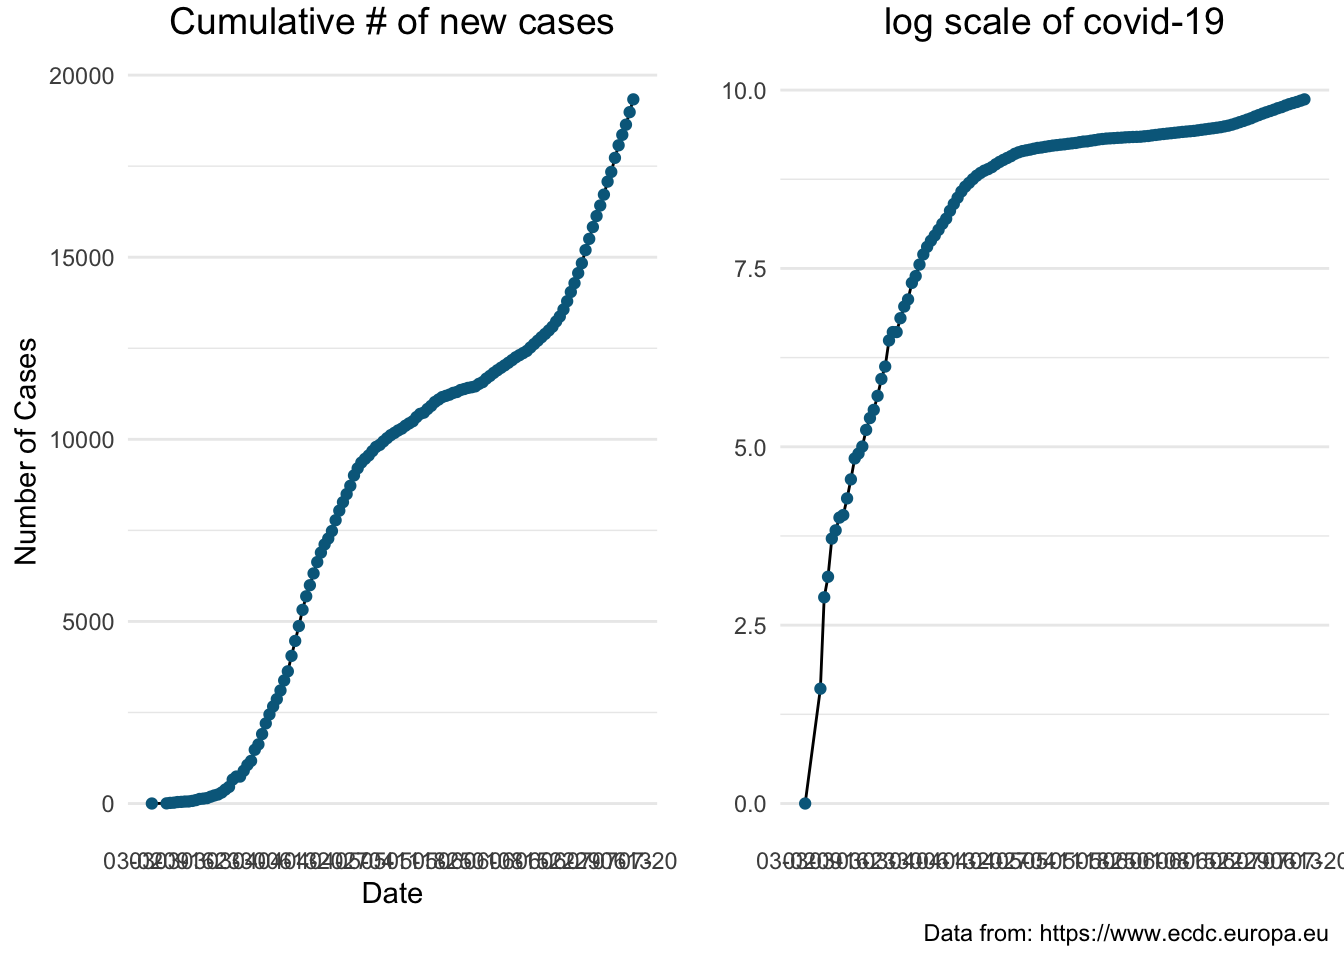 Cumulative # of new cases
20000
15000
10000
5000
0
Number of Cases
Date
log scale of covid-19
10.0
7.5
5.0
2.5
0.0
Data from: https://www.ecdc.europa.eu